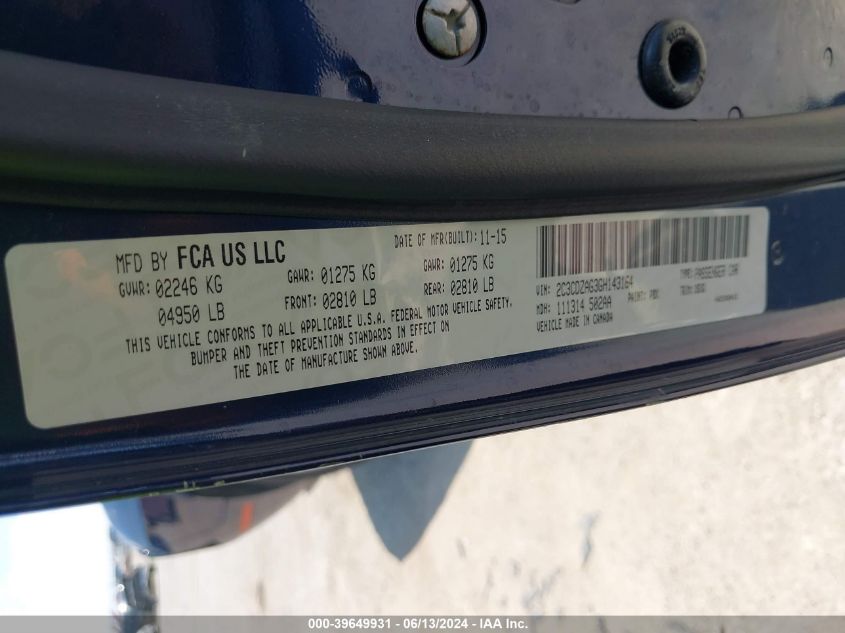 MFD BY FCA US LLC
DATE OF MFR(BUILT): 11-15
GVWR: 02246 KG
04950 LB
GAWR: 01275 KG
FRONT: 02810 LB
GAWR: 01275 KG
REAR: 02810 LB
THIS VEHICLE CONFORMS TO ALL APPLICABLE U.S.A. FEDERAL MOTOR VEHICLE SAFETY,
BUMPER AND THEFT PREVENTION STANDARDS IN EFFECT ON
THE DATE OF MANUFACTURE SHOWN ABOVE.
VIN: 2C3CDZAG3GH143164
TYPE: PASSENGER CAR
MDH: 111314 502AA
PAINT: PBX
TRIM:
VEHICLE MADE IN CANADA
000-39649931 - 06/13/2024 - IAA Inc.